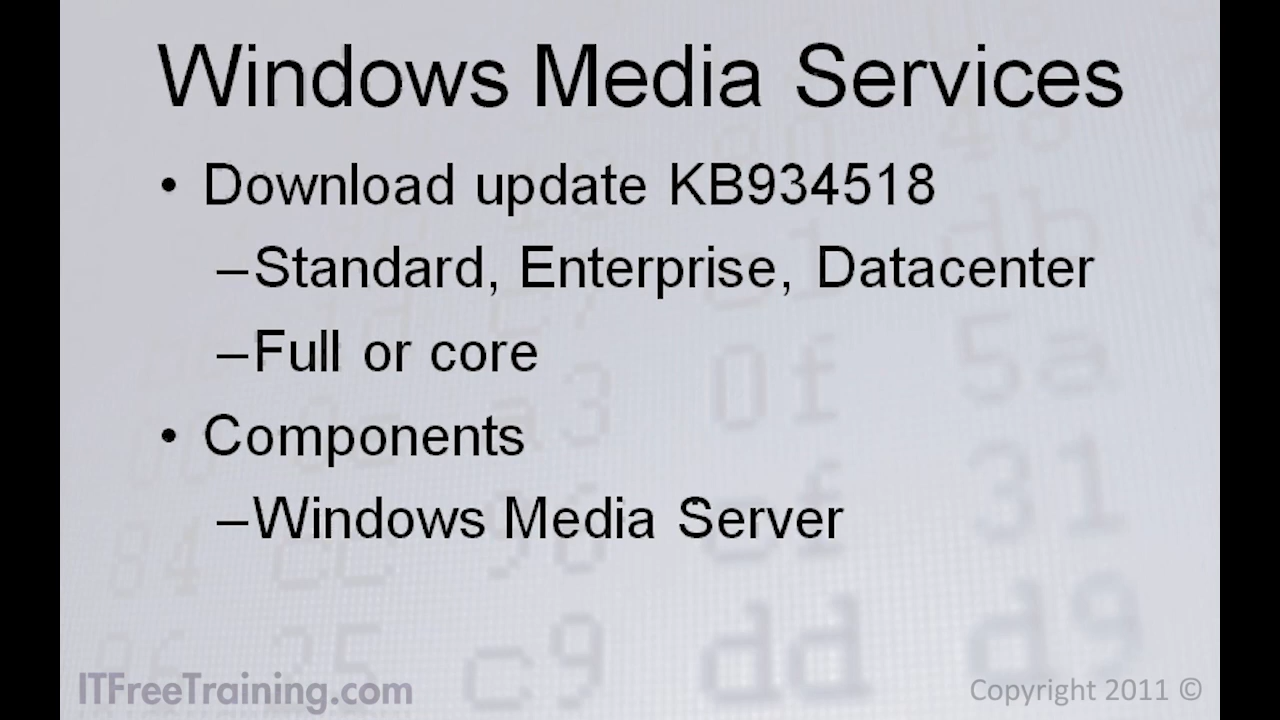 Windows Media Services
• Download update KB934518
–Standard, Enterprise, Datacenter
–Full or core
• Components
–Windows Media Server
ITFreeTraining.com
Copyright 2011 ©